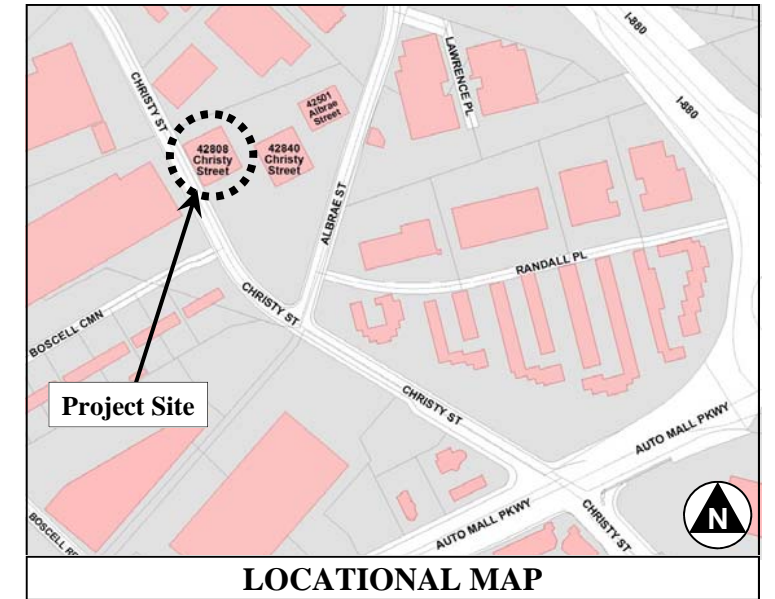 I-880
I-880
LAWRENCE PL
CHRISTY ST
42501
Albrae
Street
42808
Christy
Street
42840
Christy
Street
ALBRAE ST
RANDALL PL
CHRISTY ST
BOSCELL CMN
Project Site
CHRISTY ST
AUTO MALL PKWY
BOSCELL RD
AUTO MALL PKWY
CHRISTY ST
N
LOCATIONAL MAP